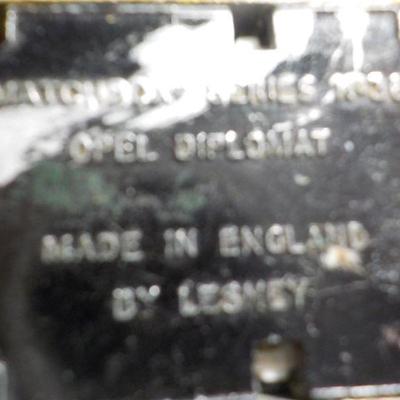 MATCHBOX SERIES
OPEL DIPLOMAT
MADE IN ENGLAND
BY LESNEY